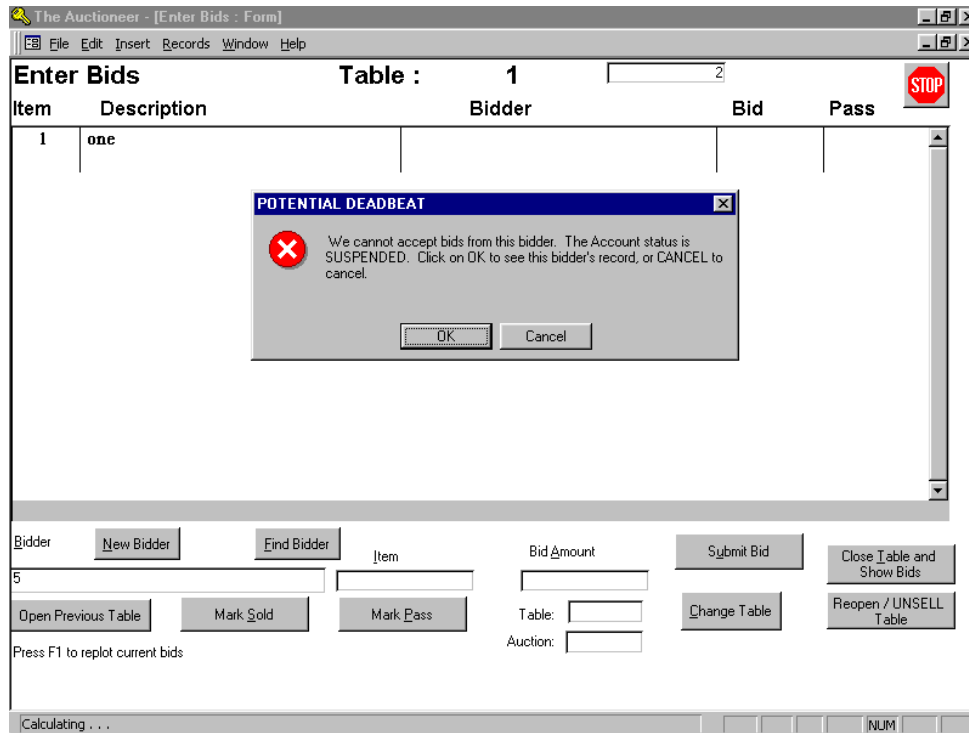 The Auctioneer - [Enter Bids : Form]
File Edit Insert Records Window Help
Enter Bids Table : 1 2
STOP
Item Description Bidder Bid Pass
1 one
POTENTIAL DEADBEAT
We cannot accept bids from this bidder. The Account status is
SUSPENDED. Click on OK to see this bidder's record, or CANCEL to
cancel.
OK Cancel
Bidder New Bidder Find Bidder Item Bid Amount Submit Bid Close Table and
Show Bids
5
Open Previous Table Mark Sold Mark Pass Table: Change Table Reopen / UNSELL
Table
Auction:
Press F1 to replot current bids
Calculating . . . NUM